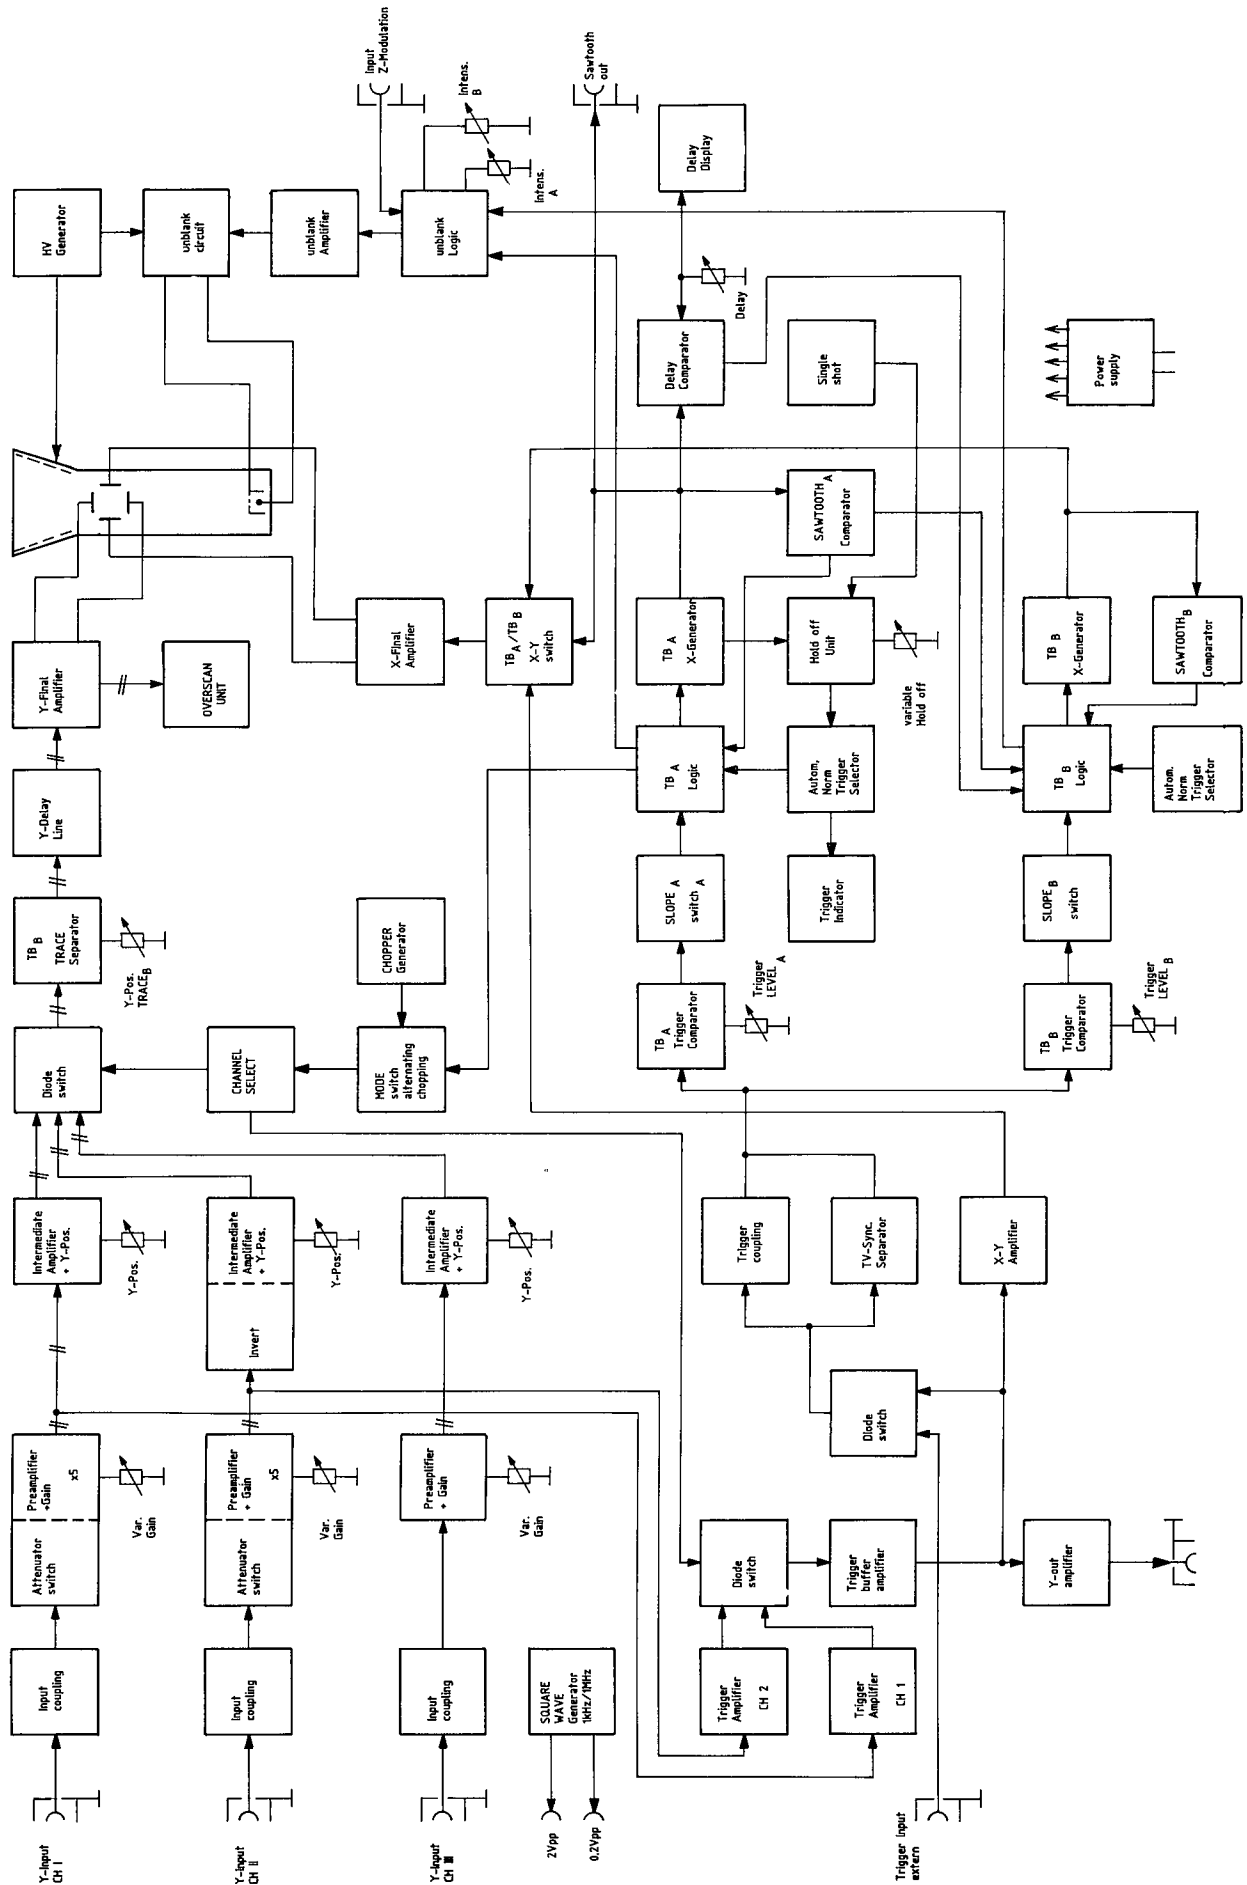 Y-Input
CH I
Input
coupling
Attenuator
switch
Preamplifier
+Gain
x5
Var.
Gain
Intermediate
Amplifier
+ Y-Pos.
Y-Pos.
Diode
switch
TB B
TRACE
Separator
Y-Pos.
TRACE B
Y-Delay
Line
Y-Final
Amplifier
OVERSCAN
UNIT
HV
Generator
Y-Input
CH II
Input
coupling
Attenuator
switch
Preamplifier
+ Gain
x5
Var.
Gain
Invert
Intermediate
Amplifier
+ Y-Pos.
Y-Pos.
CHANNEL
SELECT
unblank
circuit
unblank
Amplifier
Y-Input
CH III
Input
coupling
Preamplifier
+ Gain
Var.
Gain
Intermediate
Amplifier
+ Y-Pos.
Y-Pos.
MODE
switch
alternating
chopping
CHOPPER
Generator
X-Final
Amplifier
unblank
Logic
Input
Z-Modulation
Intens.
B
Intens.
A
2Vpp
0.2Vpp
SQUARE
WAVE
Generator
1kHz/1MHz
TB A / TB B
X-Y
switch
Sawtooth
out
Trigger
Amplifier
CH 2
Diode
switch
Trigger
coupling
TB A
Trigger
Comparator
Trigger
LEVEL A
SLOPE A
switch A
TB A
Logic
TB A
X-Generator
Delay
Comparator
Delay
Delay
Display
Trigger
Amplifier
CH 1
Trigger
buffer
amplifier
Diode
switch
TV-Sync.
Separator
Trigger
Indicator
Autom.
Norm
Trigger
Selector
Hold off
Unit
variable
Hold off
SAWTOOTH A
Comparator
Single
shot
Trigger Input
extern
Y-out
amplifier
X-Y
Amplifier
TB B
Trigger
Comparator
Trigger
LEVEL B
SLOPE B
switch
TB B
Logic
TB B
X-Generator
Power
supply
Autom.
Norm
Trigger
Selector
SAWTOOTH B
Comparator